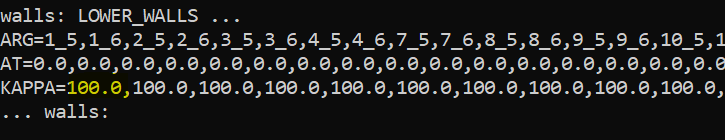 walls: LOWER_WALLS ...
ARG=1_5,1_6,2_5,2_6,3_5,3_6,4_5,4_6,7_5,7_6,8_5,8_6,9_5,9_6,10_5,1
AT=0.0,0.0,0.0,0.0,0.0,0.0,0.0,0.0,0.0,0.0,0.0,0.0,0.0,0.0,0.0,0.0
KAPPA=100.0,100.0,100.0,100.0,100.0,100.0,100.0,100.0,100.0,100.0,
... walls: